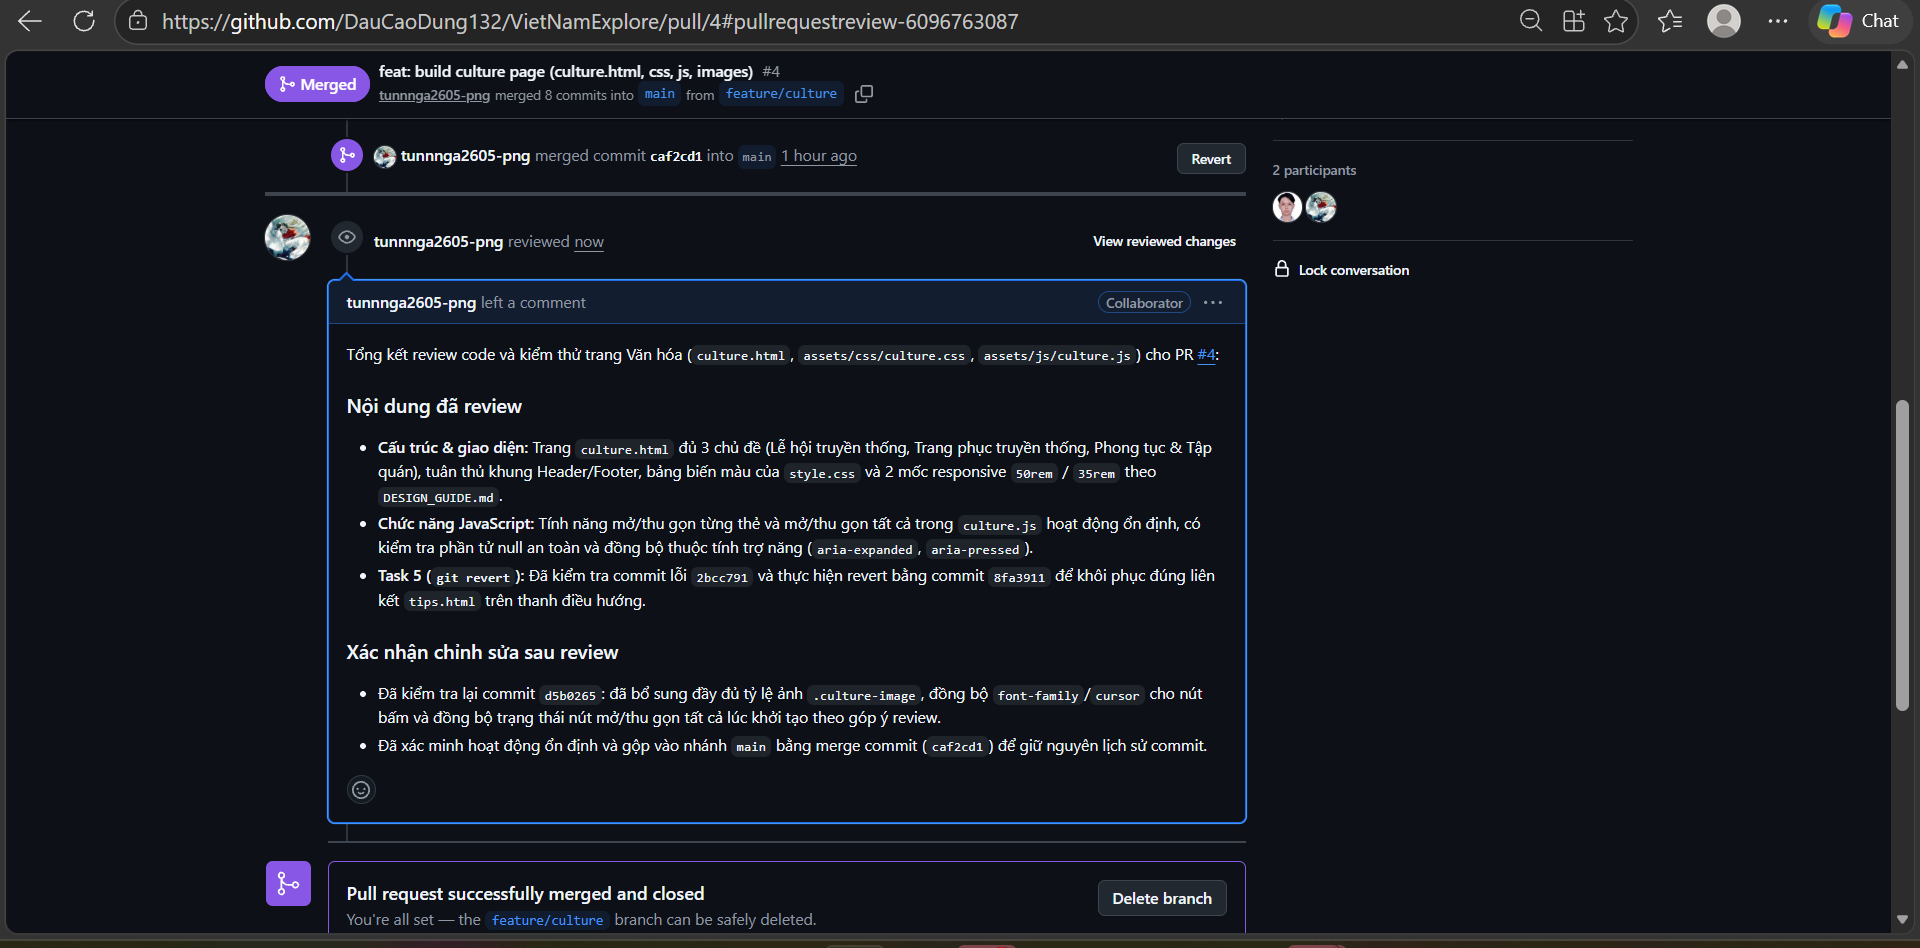 https://github.com/DauCaoDung132/VietNamExplore/pull/4#pullrequestreview-6096763087
Chat
Merged
feat: build culture page (culture.html, css, js, images) #4
tunnnga2605-png merged 8 commits into main from feature/culture
tunnnga2605-png merged commit caf2cd1 into main 1 hour ago
Revert
2 participants
tunnnga2605-png reviewed now
View reviewed changes
Lock conversation
tunnnga2605-png left a comment
Collaborator
Tổng kết review code và kiểm thử trang Văn hóa (culture.html, assets/css/culture.css, assets/js/culture.js) cho PR #4:
Nội dung đã review
Cấu trúc & giao diện: Trang culture.html đủ 3 chủ đề (Lễ hội truyền thống, Trang phục truyền thống, Phong tục & Tập
quán), tuân thủ khung Header/Footer, bảng biến màu của style.css và 2 mốc responsive 50rem / 35rem theo
DESIGN_GUIDE.md.
Chức năng JavaScript: Tính năng mở/thu gọn từng thẻ và mở/thu gọn tất cả trong culture.js hoạt động ổn định, có
kiểm tra phần tử null an toàn và đồng bộ thuộc tính trợ năng (aria-expanded, aria-pressed).
Task 5 (git revert): Đã kiểm tra commit lỗi 2bcc791 và thực hiện revert bằng commit 8fa3911 để khôi phục đúng liên
kết tips.html trên thanh điều hướng.
Xác nhận chỉnh sửa sau review
Đã kiểm tra lại commit d5b0265: đã bổ sung đầy đủ tỷ lệ ảnh .culture-image, đồng bộ font-family/cursor cho nút
bấm và đồng bộ trạng thái nút mở/thu gọn tất cả lúc khởi tạo theo góp ý review.
Đã xác minh hoạt động ổn định và gộp vào nhánh main bằng merge commit (caf2cd1) để giữ nguyên lịch sử commit.
Pull request successfully merged and closed
Delete branch
You're all set — the feature/culture branch can be safely deleted.